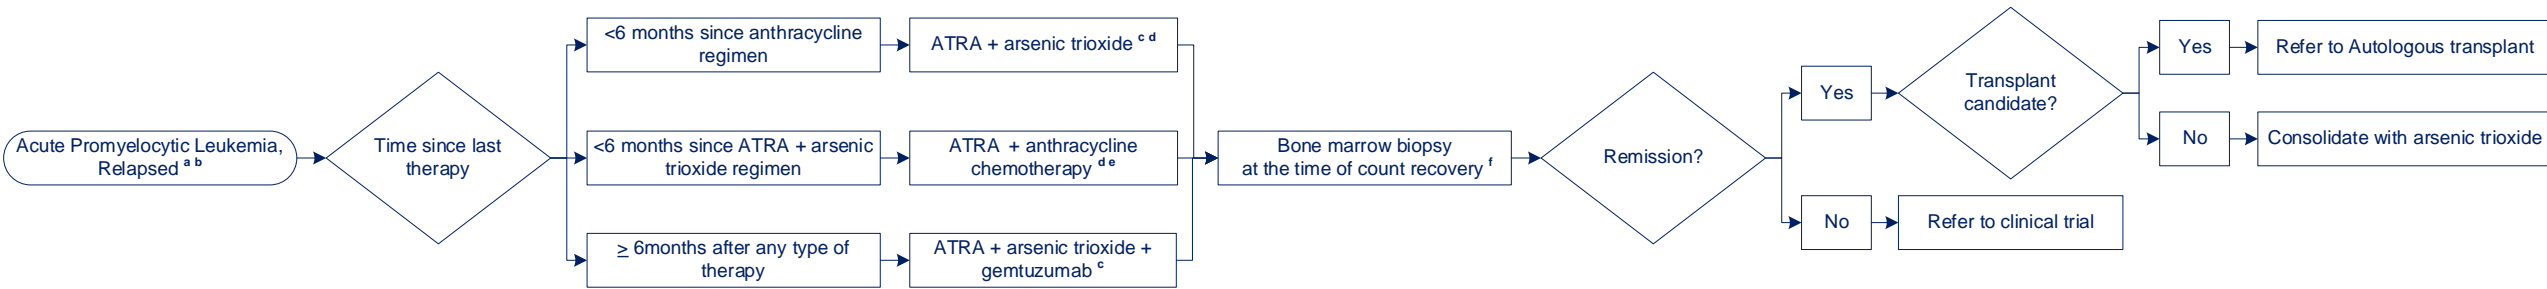 Acute Promyelocytic Leukemia,
Relapsed a b
Time since last
therapy
<6 months since anthracycline
regimen
ATRA + arsenic trioxide c d
<6 months since ATRA + arsenic
trioxide regimen
ATRA + anthracycline
chemotherapy d e
≥ 6months after any type of
therapy
ATRA + arsenic trioxide +
gemtuzumab c
Bone marrow biopsy
at the time of count recovery f
Remission?
Yes
Transplant
candidate?
Yes
Refer to Autologous transplant
No
Consolidate with arsenic trioxide
No
Refer to clinical trial